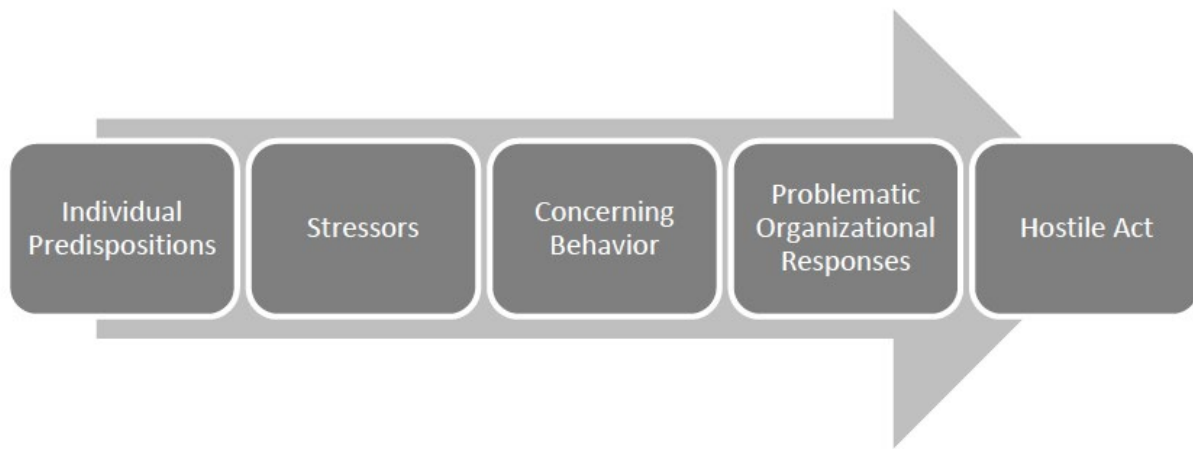 Individual
Predispositions
Stressors
Concerning
Behavior
Problematic
Organizational
Responses
Hostile Act